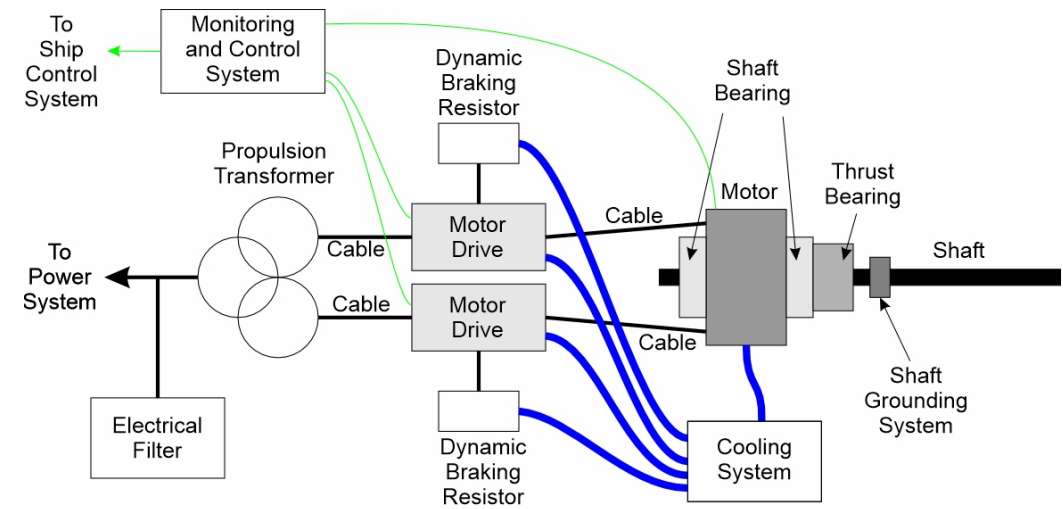 To
Ship
Control
System
Monitoring
and Control
System
Dynamic
Braking
Resistor
Shaft
Bearing
Propulsion
Transformer
Thrust
Bearing
Motor
Motor
Drive
Cable
Cable
To
Power
System
Shaft
Cable
Motor
Drive
Cable
Shaft
Grounding
System
Electrical
Filter
Dynamic
Braking
Resistor
Cooling
System